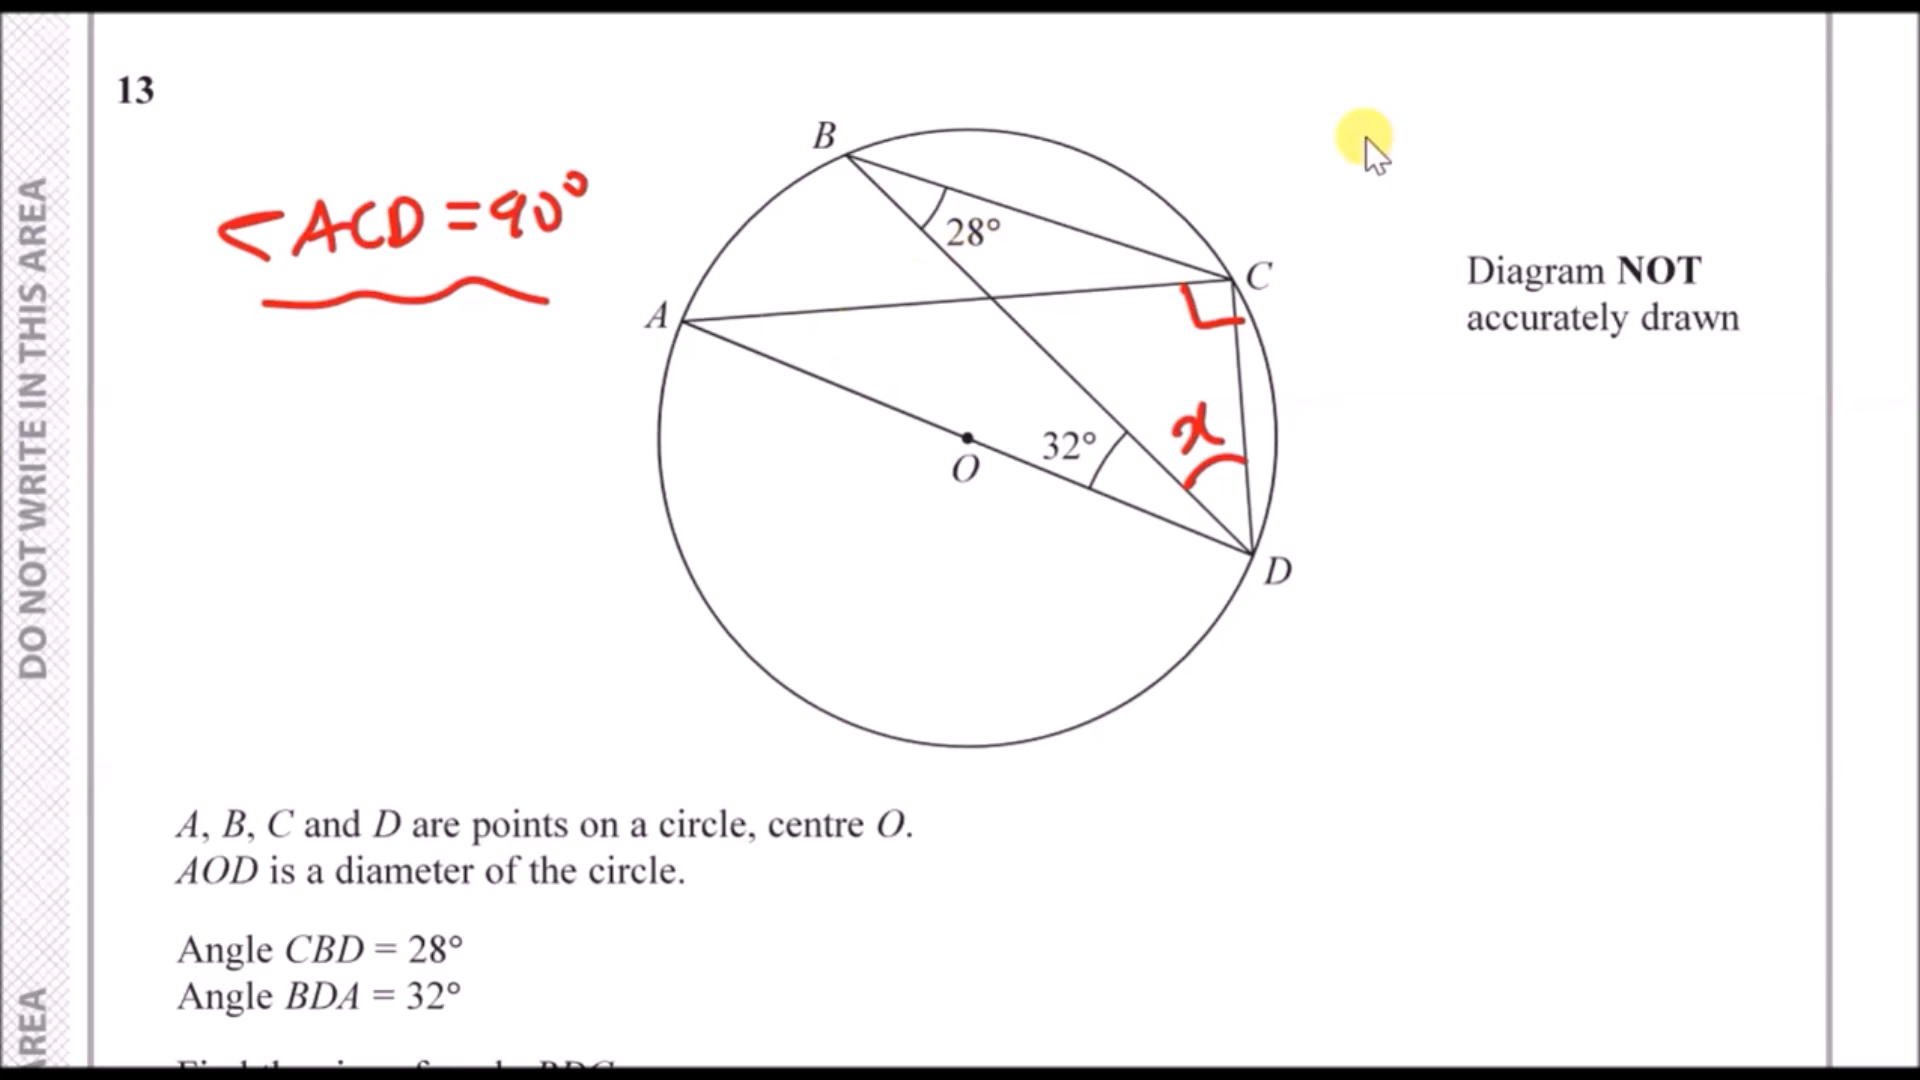 13
<ACD = 90°
B
28°
C
A
Diagram NOT
accurately drawn
x
32°
O
D
A, B, C and D are points on a circle, centre O.
AOD is a diameter of the circle.
Angle CBD = 28°
Angle BDA = 32°
DO NOT WRITE IN THIS AREA
AREA